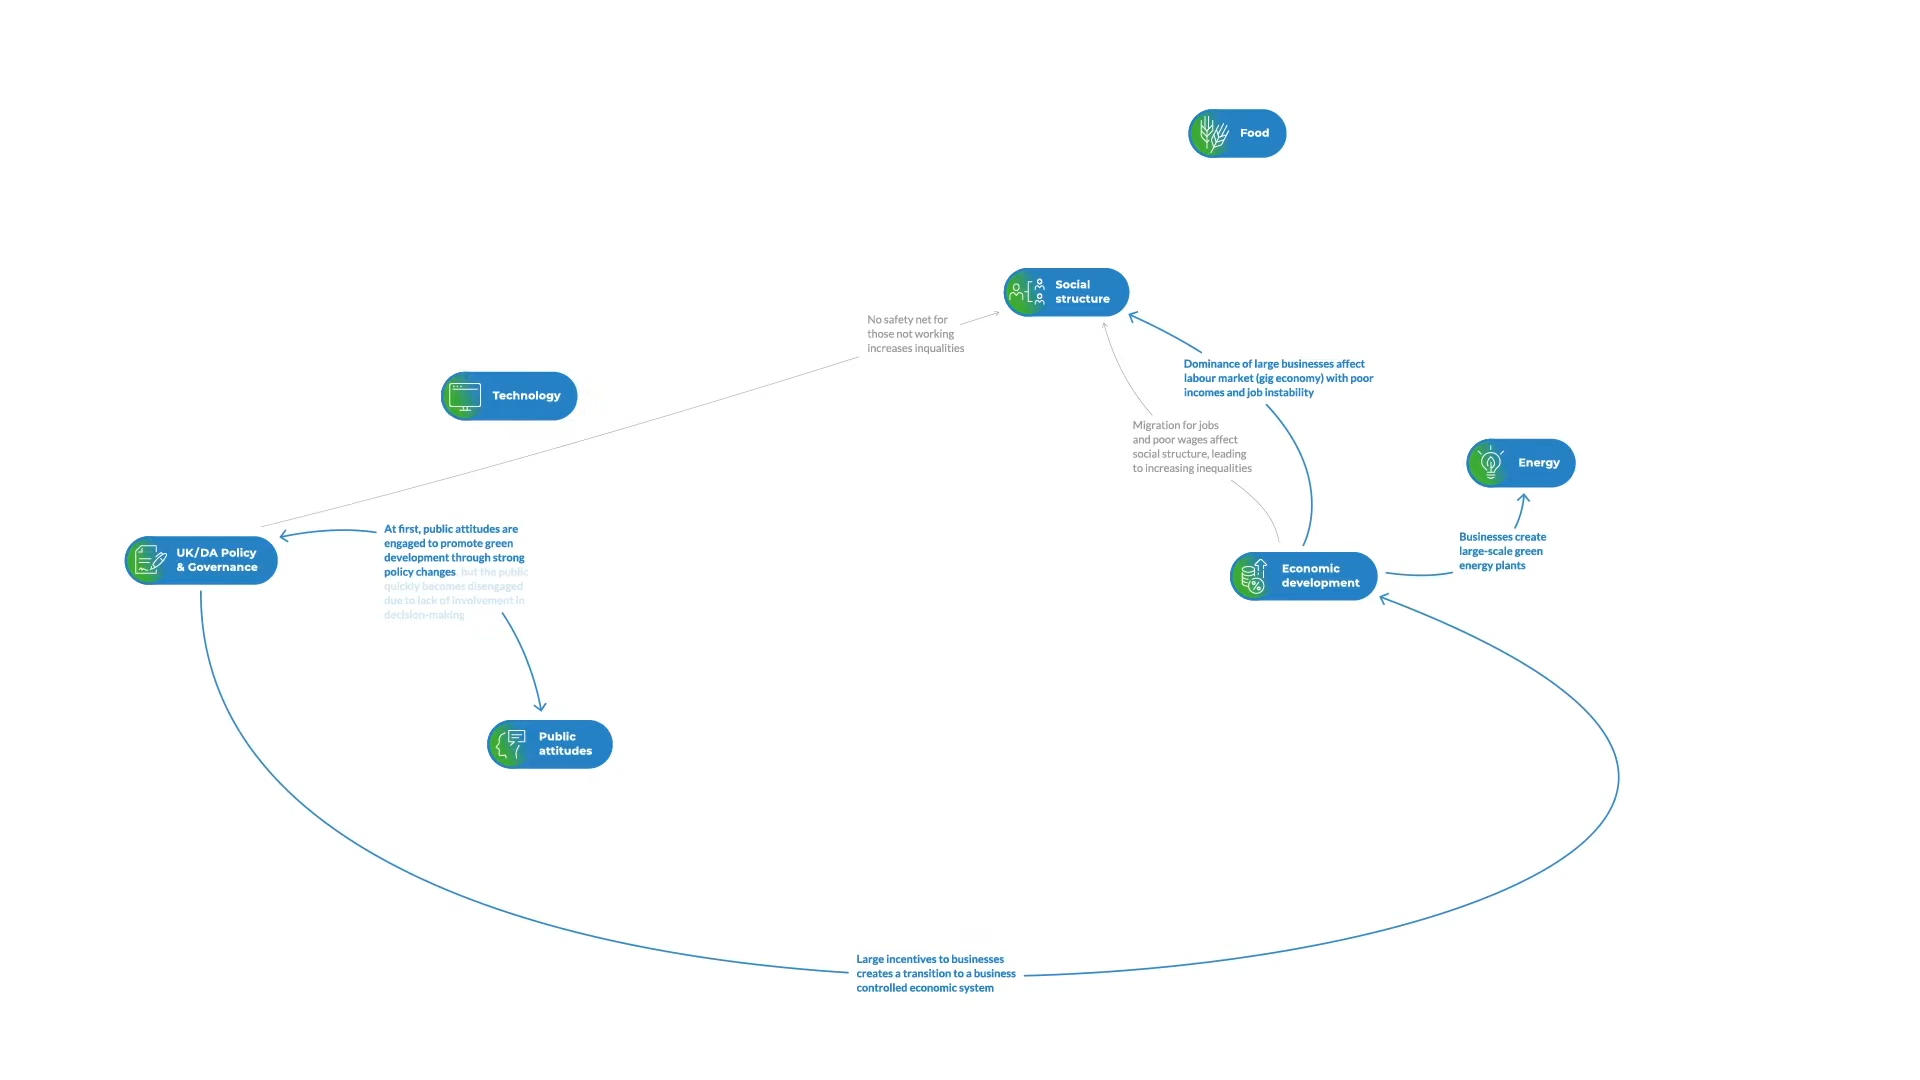 Food
Social
structure
No safety net for
those not working
increases inqualities
Dominance of large businesses affect
labour market (gig economy) with poor
incomes and job instability
Technology
Migration for jobs
and poor wages affect
social structure, leading
to increasing inequalities
Energy
At first, public attitudes are
engaged to promote green
development through strong
policy changes, but the public
quickly becomes disengaged
due to lack of involvement in
decision-making
Businesses create
large-scale green
energy plants
UK/DA Policy
& Governance
Economic
development
Public
attitudes
Large incentives to businesses
creates a transition to a business
controlled economic system